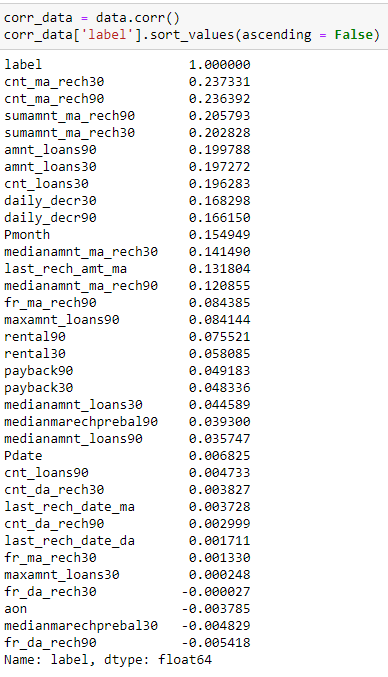 corr_data = data.corr()
corr_data['label'].sort_values(ascending = False)
label 1.000000
cnt_ma_rech30 0.237331
cnt_ma_rech90 0.236392
sumamnt_ma_rech90 0.205793
sumamnt_ma_rech30 0.202828
amnt_loans90 0.199788
amnt_loans30 0.197272
cnt_loans30 0.196283
daily_decr30 0.168298
daily_decr90 0.166150
Pmonth 0.154949
medianamnt_ma_rech30 0.141490
last_rech_amt_ma 0.131804
medianamnt_ma_rech90 0.120855
fr_ma_rech90 0.084385
maxamnt_loans90 0.084144
rental90 0.075521
rental30 0.058085
payback90 0.049183
payback30 0.048336
medianamnt_loans30 0.044589
medianmarechprebal90 0.039300
medianamnt_loans90 0.035747
Pdate 0.006825
cnt_loans90 0.004733
cnt_da_rech30 0.003827
last_rech_date_ma 0.003728
cnt_da_rech90 0.002999
last_rech_date_da 0.001711
fr_ma_rech30 0.001330
maxamnt_loans30 0.000248
fr_da_rech30 -0.000027
aon -0.003785
medianmarechprebal30 -0.004829
fr_da_rech90 -0.005418
Name: label, dtype: float64